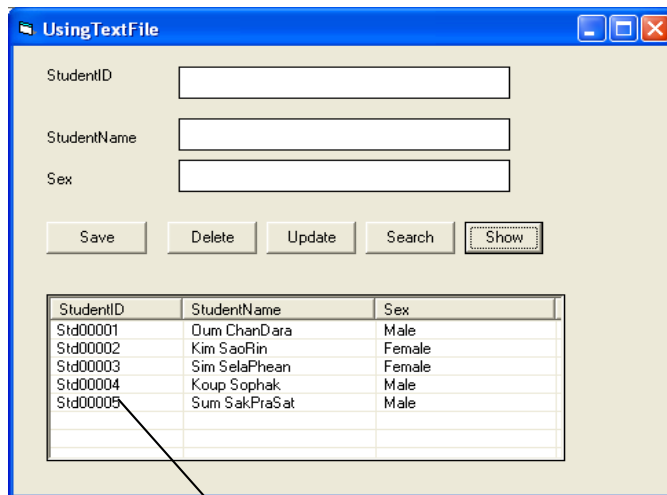 UsingTextFile
StudentID
StudentName
Sex
Save Delete Update Search Show
StudentID StudentName Sex
Std00001 Oum ChanDara Male
Std00002 Kim SaoRin Female
Std00003 Sim SelaPhean Female
Std00004 Koup Sophak Male
Std00005 Sum SakPraSat Male